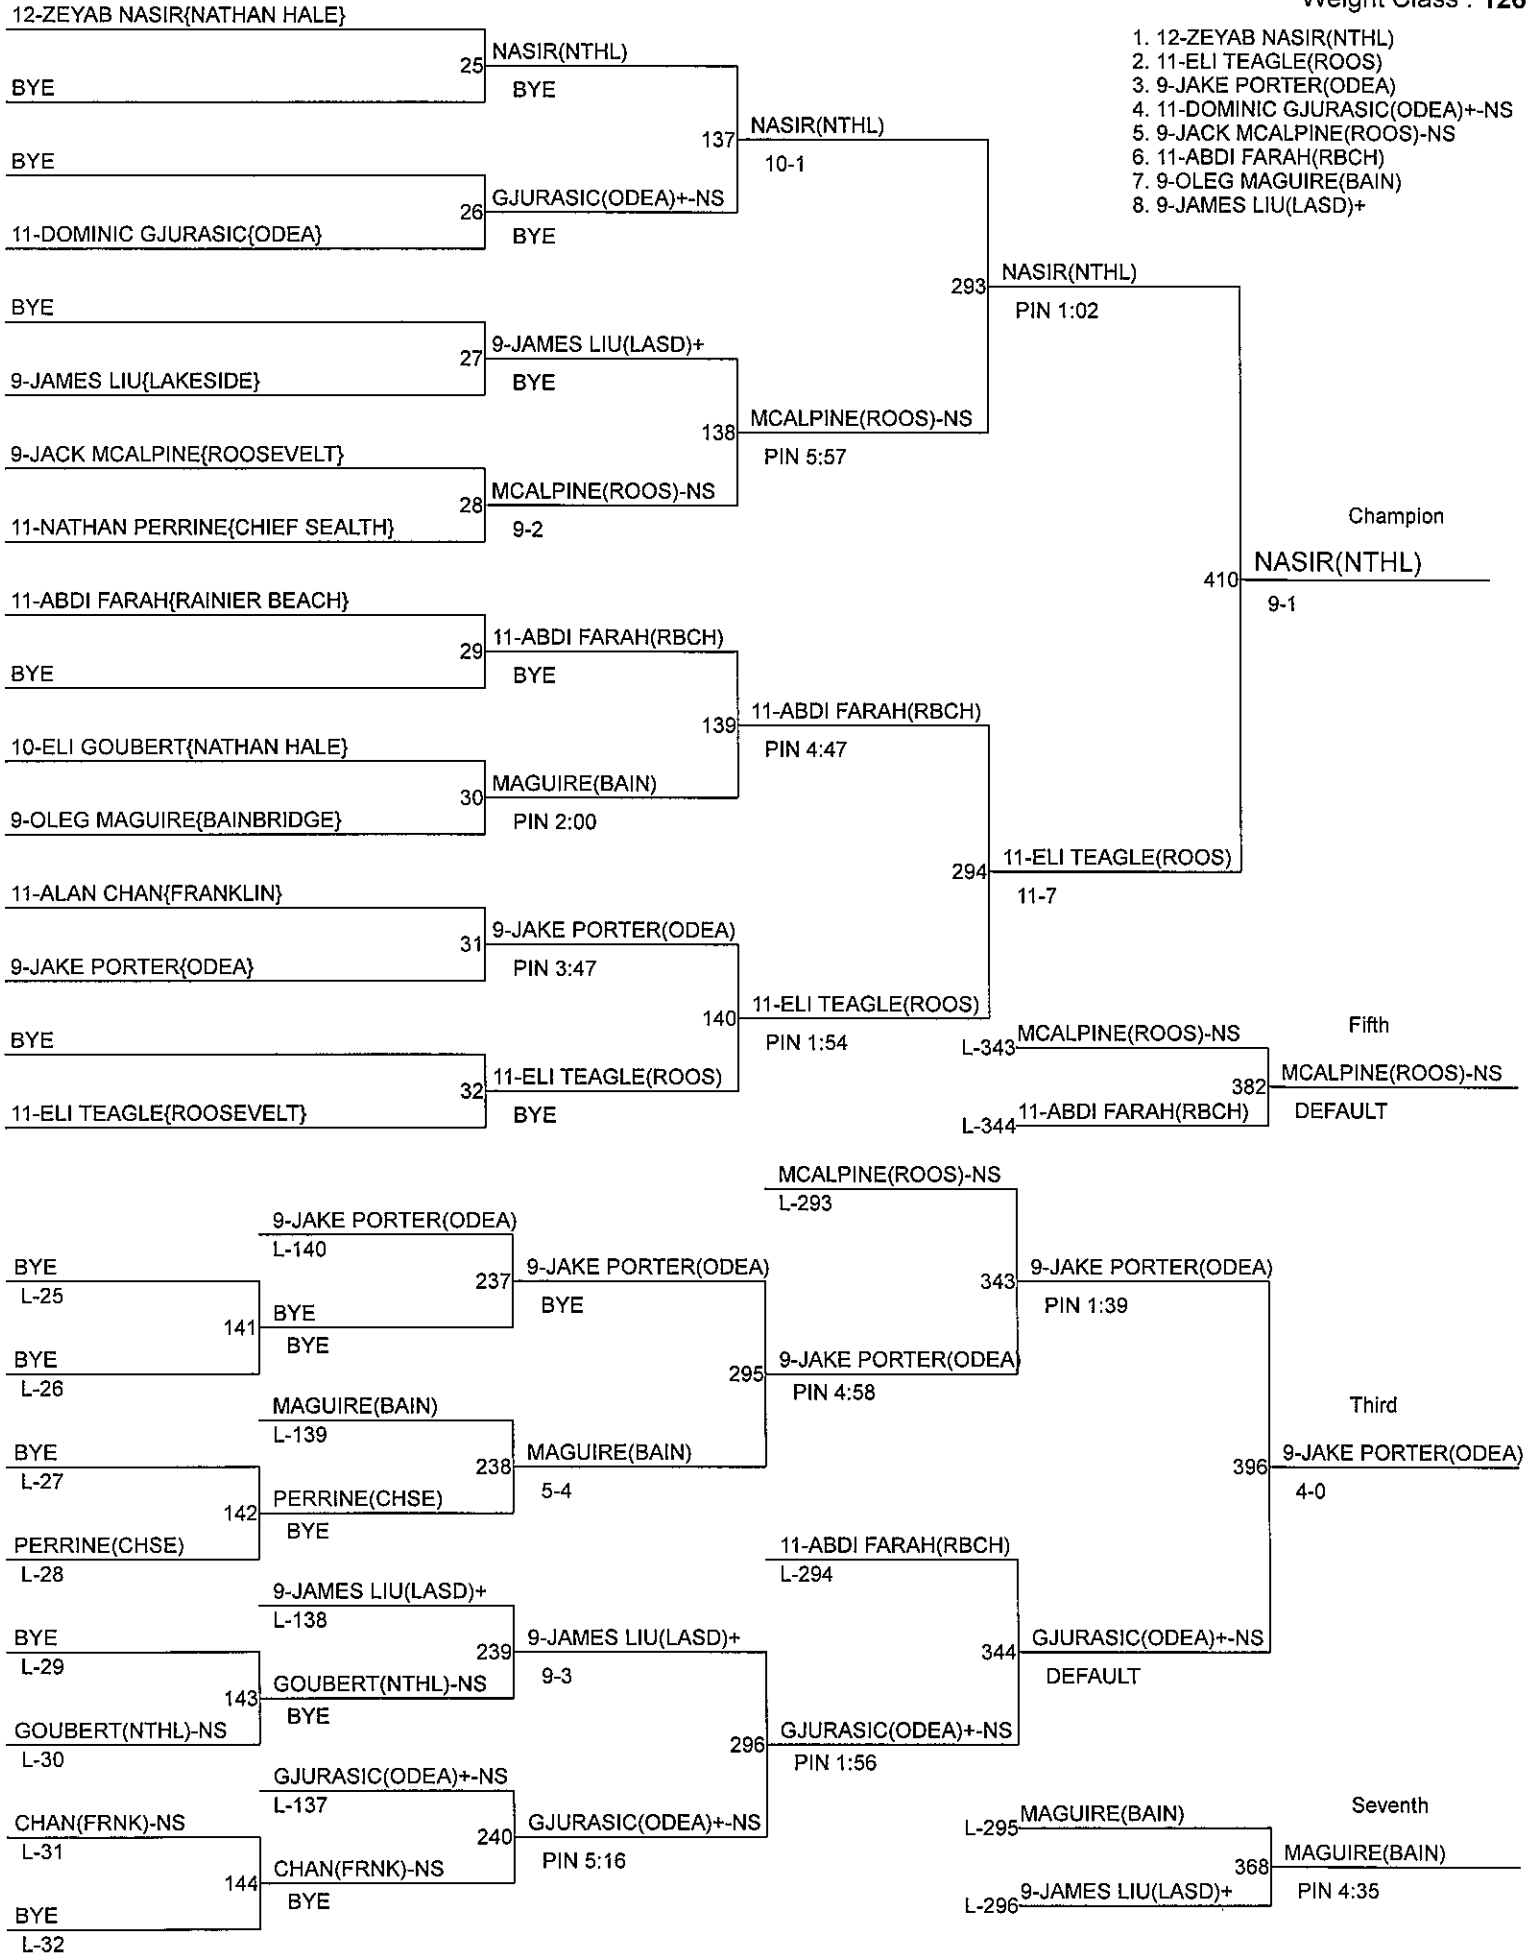 Weight Class : 126
1. 12-ZEYAB NASIR(NTHL)
2. 11-ELI TEAGLE(ROOS)
3. 9-JAKE PORTER(ODEA)
4. 11-DOMINIC GJURASIC(ODEA)+-NS
5. 9-JACK MCALPINE(ROOS)-NS
6. 11-ABDI FARAH(RBCH)
7. 9-OLEG MAGUIRE(BAIN)
8. 9-JAMES LIU(LASD)+
12-ZEYAB NASIR{NATHAN HALE}
25 NASIR(NTHL)
BYE
BYE
137 NASIR(NTHL)
10-1
BYE
26 GJURASIC(ODEA)+-NS
BYE
11-DOMINIC GJURASIC{ODEA}
293 NASIR(NTHL)
PIN 1:02
BYE
27 9-JAMES LIU(LASD)+
BYE
9-JAMES LIU{LAKESIDE}
138 MCALPINE(ROOS)-NS
PIN 5:57
9-JACK MCALPINE{ROOSEVELT}
28 MCALPINE(ROOS)-NS
9-2
11-NATHAN PERRINE{CHIEF SEALTH}
Champion
410 NASIR(NTHL)
9-1
11-ABDI FARAH{RAINIER BEACH}
29 11-ABDI FARAH(RBCH)
BYE
BYE
139 11-ABDI FARAH(RBCH)
PIN 4:47
10-ELI GOUBERT{NATHAN HALE}
30 MAGUIRE(BAIN)
PIN 2:00
9-OLEG MAGUIRE{BAINBRIDGE}
294 11-ELI TEAGLE(ROOS)
11-7
11-ALAN CHAN{FRANKLIN}
31 9-JAKE PORTER(ODEA)
PIN 3:47
9-JAKE PORTER{ODEA}
140 11-ELI TEAGLE(ROOS)
PIN 1:54
BYE
32 11-ELI TEAGLE(ROOS)
BYE
11-ELI TEAGLE{ROOSEVELT}
Fifth
L-343 MCALPINE(ROOS)-NS
382 MCALPINE(ROOS)-NS
DEFAULT
L-344 11-ABDI FARAH(RBCH)
MCALPINE(ROOS)-NS
L-293
9-JAKE PORTER(ODEA)
L-140
BYE
L-25
237 9-JAKE PORTER(ODEA)
BYE
343 9-JAKE PORTER(ODEA)
PIN 1:39
141 BYE
BYE
BYE
L-26
295 9-JAKE PORTER(ODEA)
PIN 4:58
MAGUIRE(BAIN)
L-139
Third
BYE
L-27
238 MAGUIRE(BAIN)
5-4
396 9-JAKE PORTER(ODEA)
4-0
142 PERRINE(CHSE)
BYE
PERRINE(CHSE)
L-28
11-ABDI FARAH(RBCH)
L-294
9-JAMES LIU(LASD)+
L-138
BYE
L-29
239 9-JAMES LIU(LASD)+
9-3
344 GJURASIC(ODEA)+-NS
DEFAULT
143 GOUBERT(NTHL)-NS
BYE
GOUBERT(NTHL)-NS
L-30
296 GJURASIC(ODEA)+-NS
PIN 1:56
GJURASIC(ODEA)+-NS
L-137
Seventh
CHAN(FRNK)-NS
L-31
240 GJURASIC(ODEA)+-NS
PIN 5:16
L-295 MAGUIRE(BAIN)
368 MAGUIRE(BAIN)
PIN 4:35
144 CHAN(FRNK)-NS
BYE
L-296 9-JAMES LIU(LASD)+
BYE
L-32